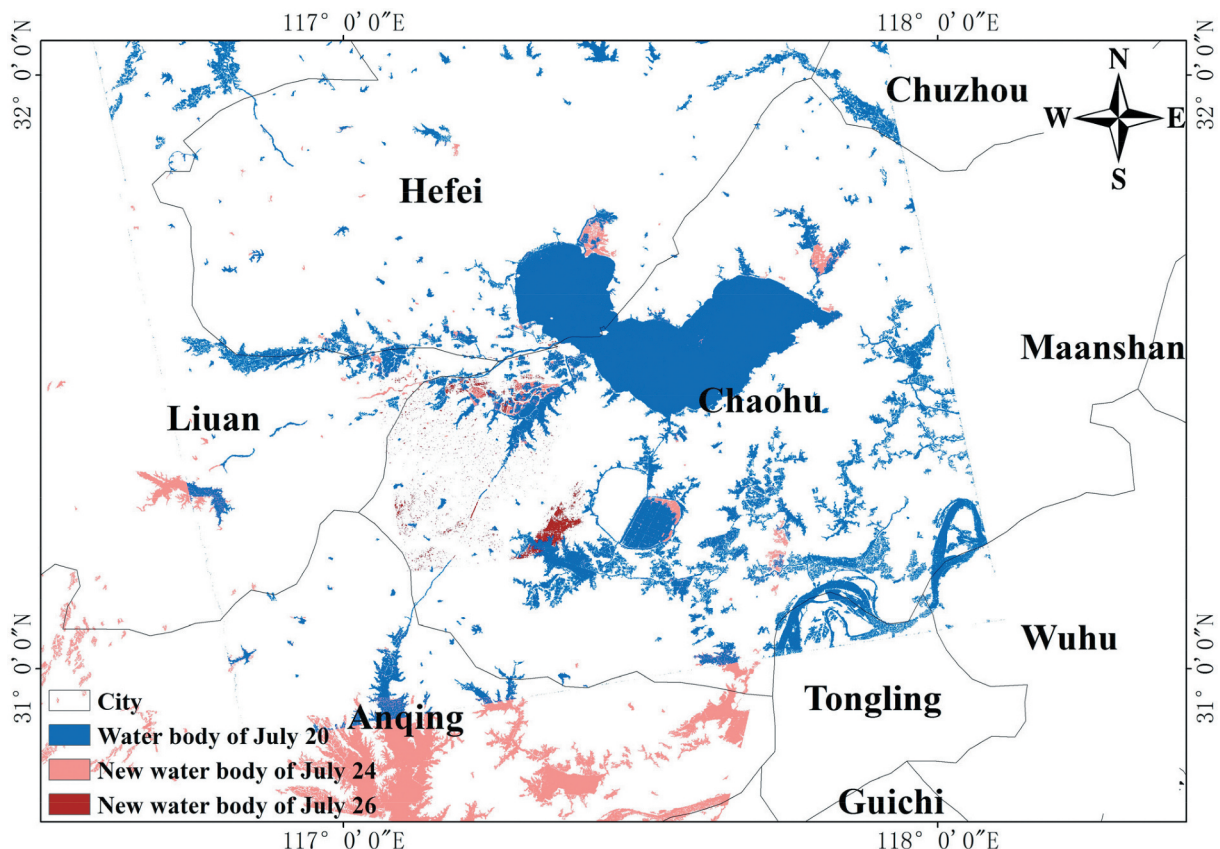 117° 0′0″E
118° 0′0″E
32° 0′0″N
32° 0′0″N
N
W
E
S
Chuzhou
Hefei
Maanshan
Chaohu
Liuan
Wuhu
31° 0′0″N
31° 0′0″N
Tongling
Anqing
Guichi
City
Water body of July 20
New water body of July 24
New water body of July 26
117° 0′0″E
118° 0′0″E